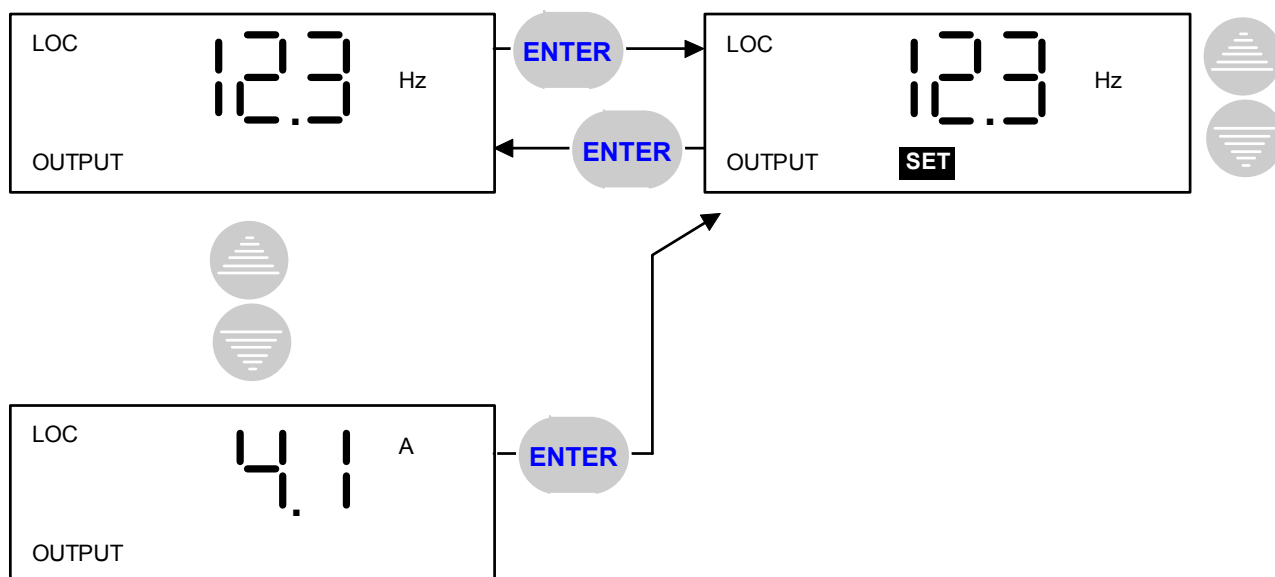 LOC
12.3
Hz
OUTPUT
ENTER
ENTER
LOC
12.3
Hz
OUTPUT
SET
LOC
4.1
A
OUTPUT
ENTER